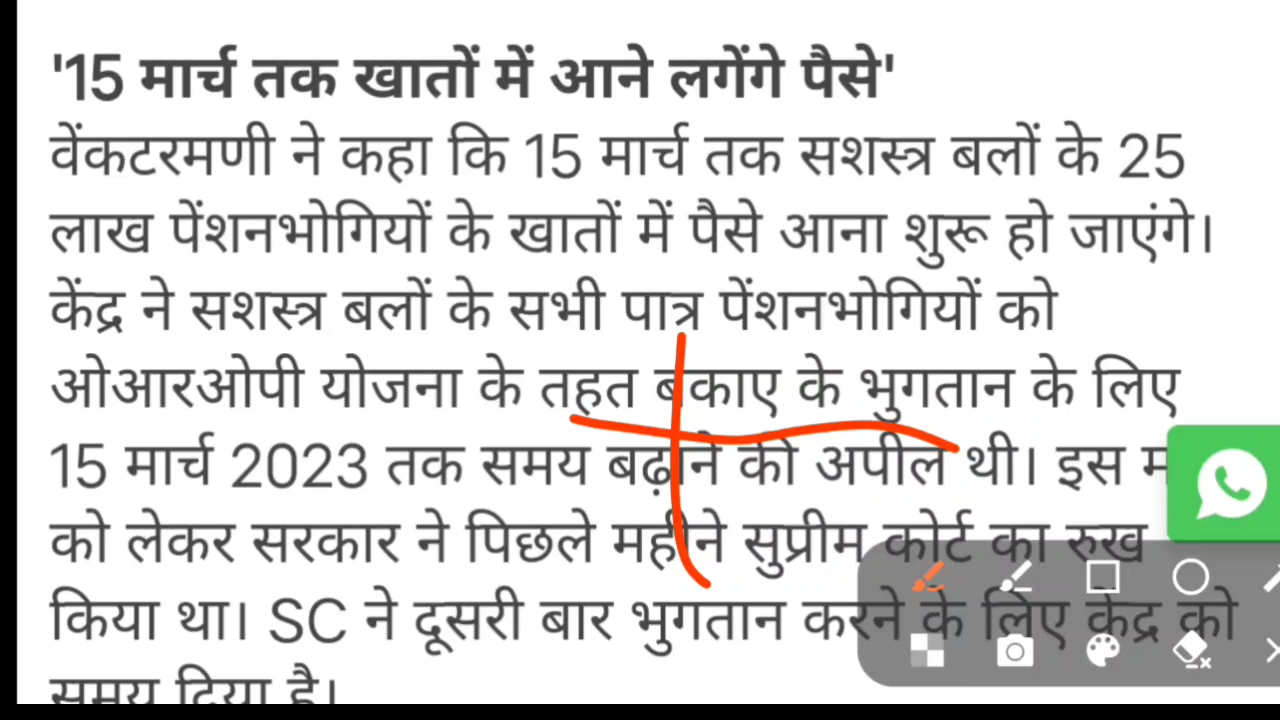 '15 मार्च तक खातों में आने लगेंगे पैसे'
वेंकटरमणी ने कहा कि 15 मार्च तक सशस्त्र बलों के 25
लाख पेंशनभोगियों के खातों में पैसे आना शुरू हो जाएंगे।
केंद्र ने सशस्त्र बलों के सभी पात्र पेंशनभोगियों को
ओआरओपी योजना के तहत बकाए के भुगतान के लिए
15 मार्च 2023 तक समय बढ़ाने की अपील थी। इस
को लेकर सरकार ने पिछले महीने सुप्रीम कोर्ट का रुख
किया था। SC ने दूसरी बार भुगतान करने के लिए केंद्र को
समय दिया है।